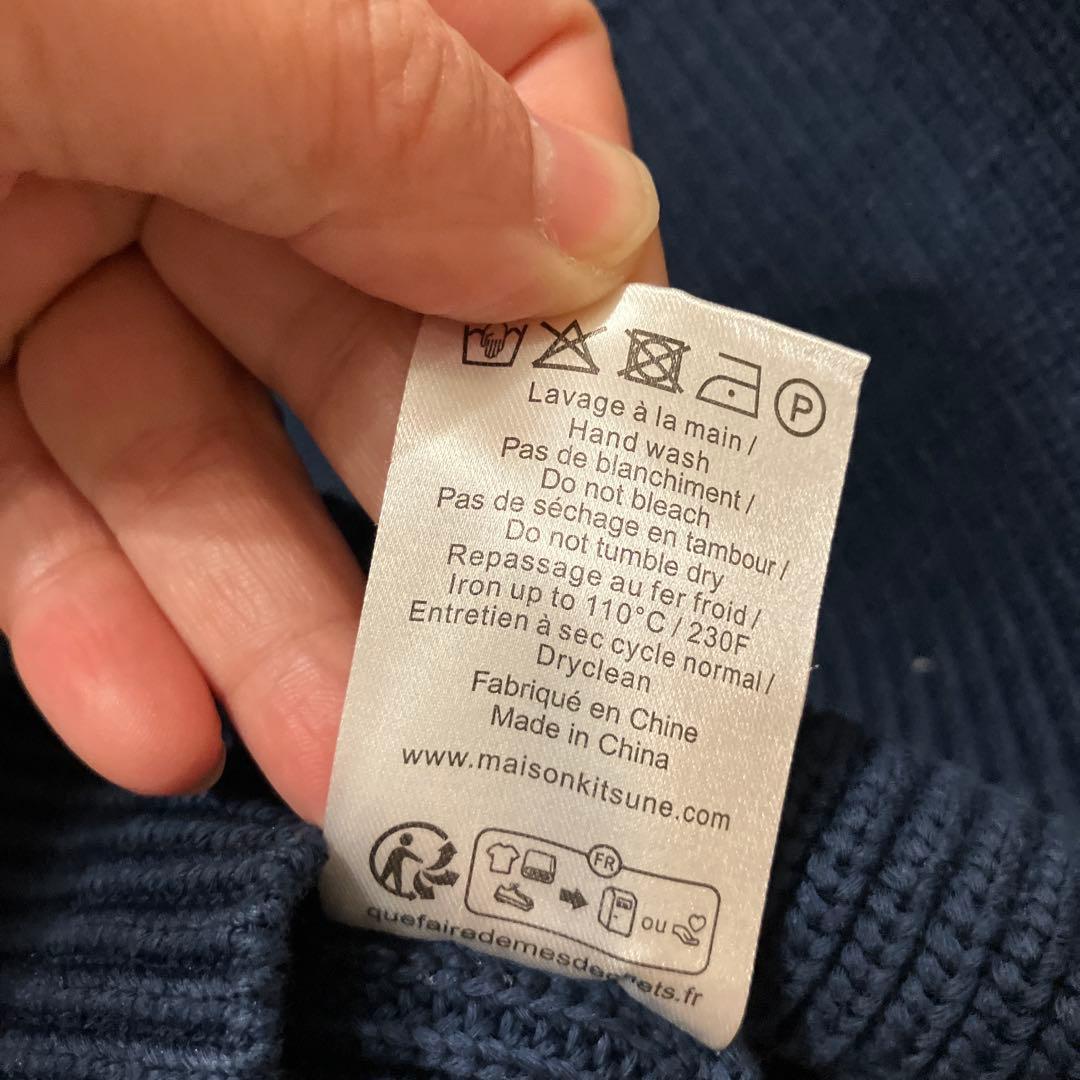 P
Lavage à la main /
Hand wash
Pas de blanchiment /
Do not bleach
Pas de séchage en tambour /
Do not tumble dry
Repassage au fer froid /
Iron up to 110°C / 230F
Entretien à sec cycle normal /
Dryclean
Fabriqué en Chine
Made in China
www.maisonkitsune.com
FR
ou